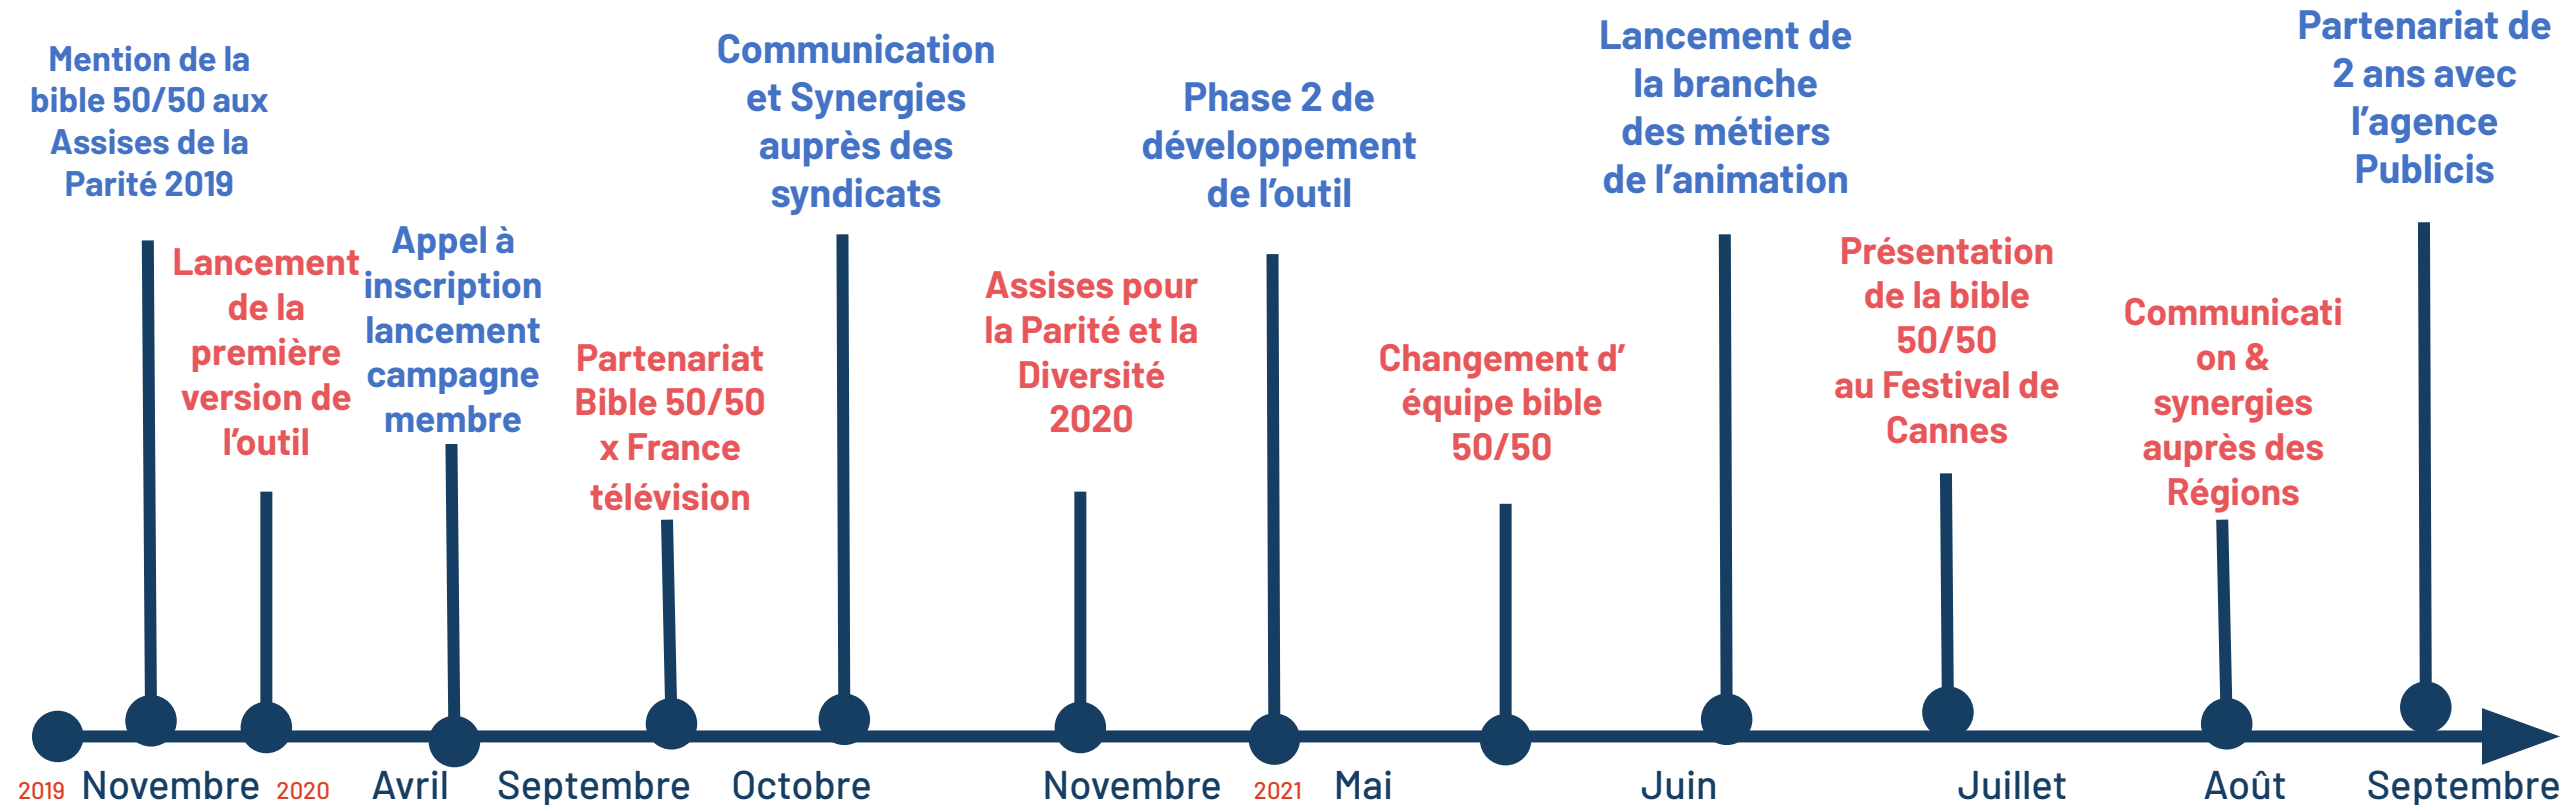 Mention de la
bible 50/50 aux
Assises de la
Parité 2019
Lancement
de la
première
version de
l’outil
Appel à
inscription
lancement
campagne
membre
Partenariat
Bible 50/50
x France
télévision
Communication
et Synergies
auprès des
syndicats
Assises pour
la Parité et la
Diversité
2020
Phase 2 de
développement
de l’outil
Changement d’
équipe bible
50/50
Lancement de
la branche
des métiers
de l’animation
Présentation
de la bible
50/50
au Festival de
Cannes
Communicati
on &
synergies
auprès des
Régions
Partenariat de
2 ans avec
l’agence
Publicis
2019 Novembre 2020 Avril Septembre Octobre Novembre 2021 Mai Juin Juillet Août Septembre